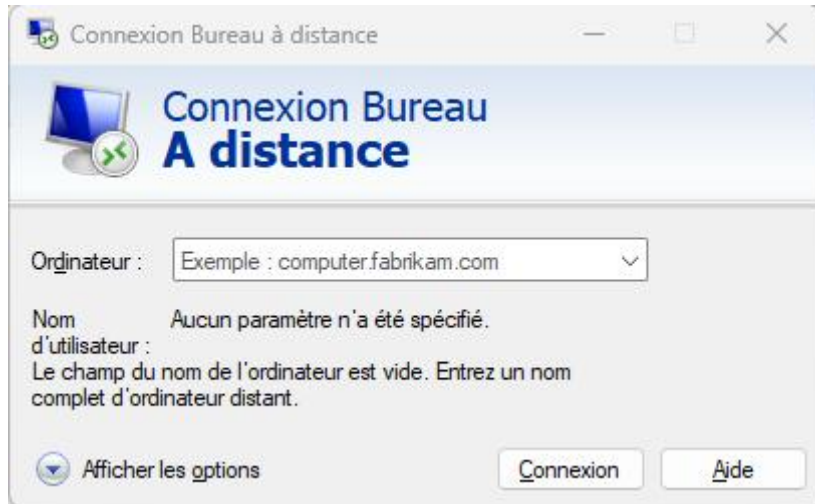 Connexion Bureau à distance
Connexion Bureau
A distance
Ordinateur : Exemple : computer.fabrikam.com
Nom d'utilisateur : Aucun paramètre n'a été spécifié.
Le champ du nom de l'ordinateur est vide. Entrez un nom
complet d'ordinateur distant.
Afficher les options Connexion Aide